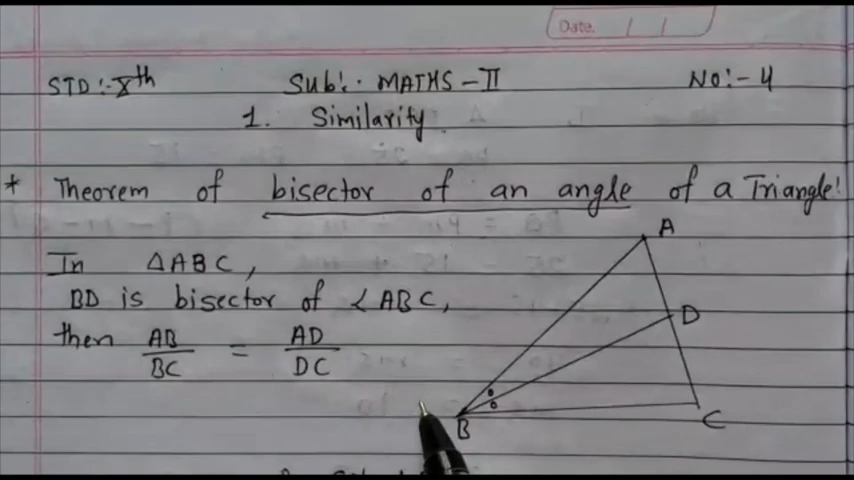 Date. / /
STD :- Xth Sub :- MATHS - II No :- 4
1. Similarity
* Theorem of bisector of an angle of a Triangle!
In △ABC,
BD is bisector of ∠ABC,
then AB/BC = AD/DC
A
D
B
C